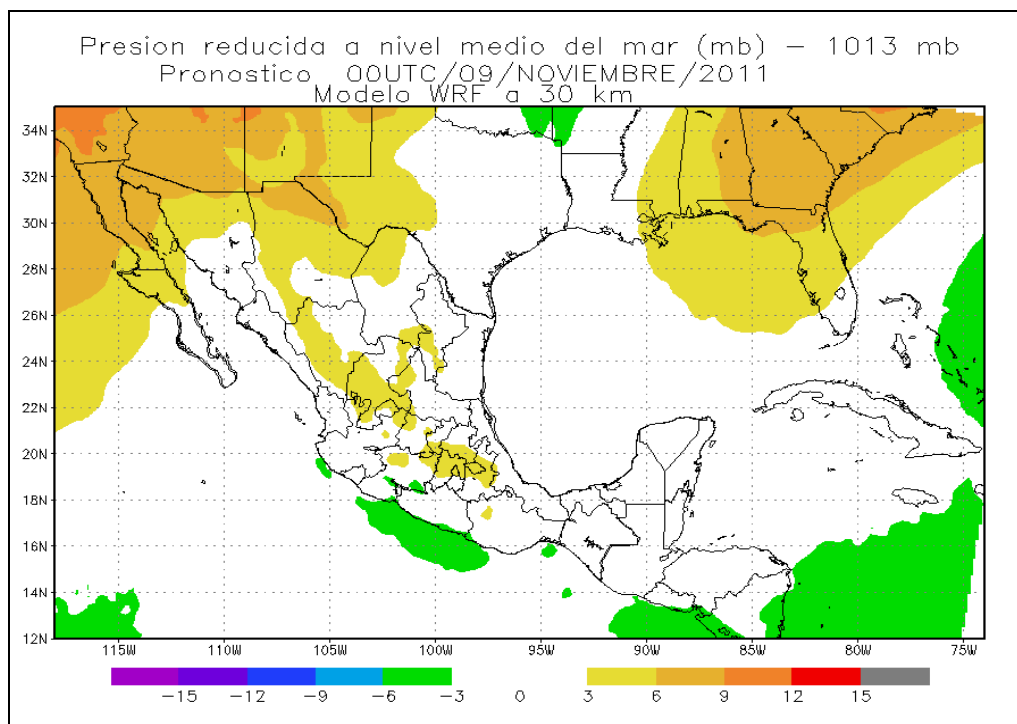 Presion reducida a nivel medio del mar (mb) – 1013 mb
Pronostico 00UTC/09/NOVIEMBRE/2011
Modelo WRF a 30 km
34N
32N
30N
28N
26N
24N
22N
20N
18N
16N
14N
12N
115W 110W 105W 100W 95W 90W 85W 80W 75W
−15 −12 −9 −6 −3 0 3 6 9 12 15